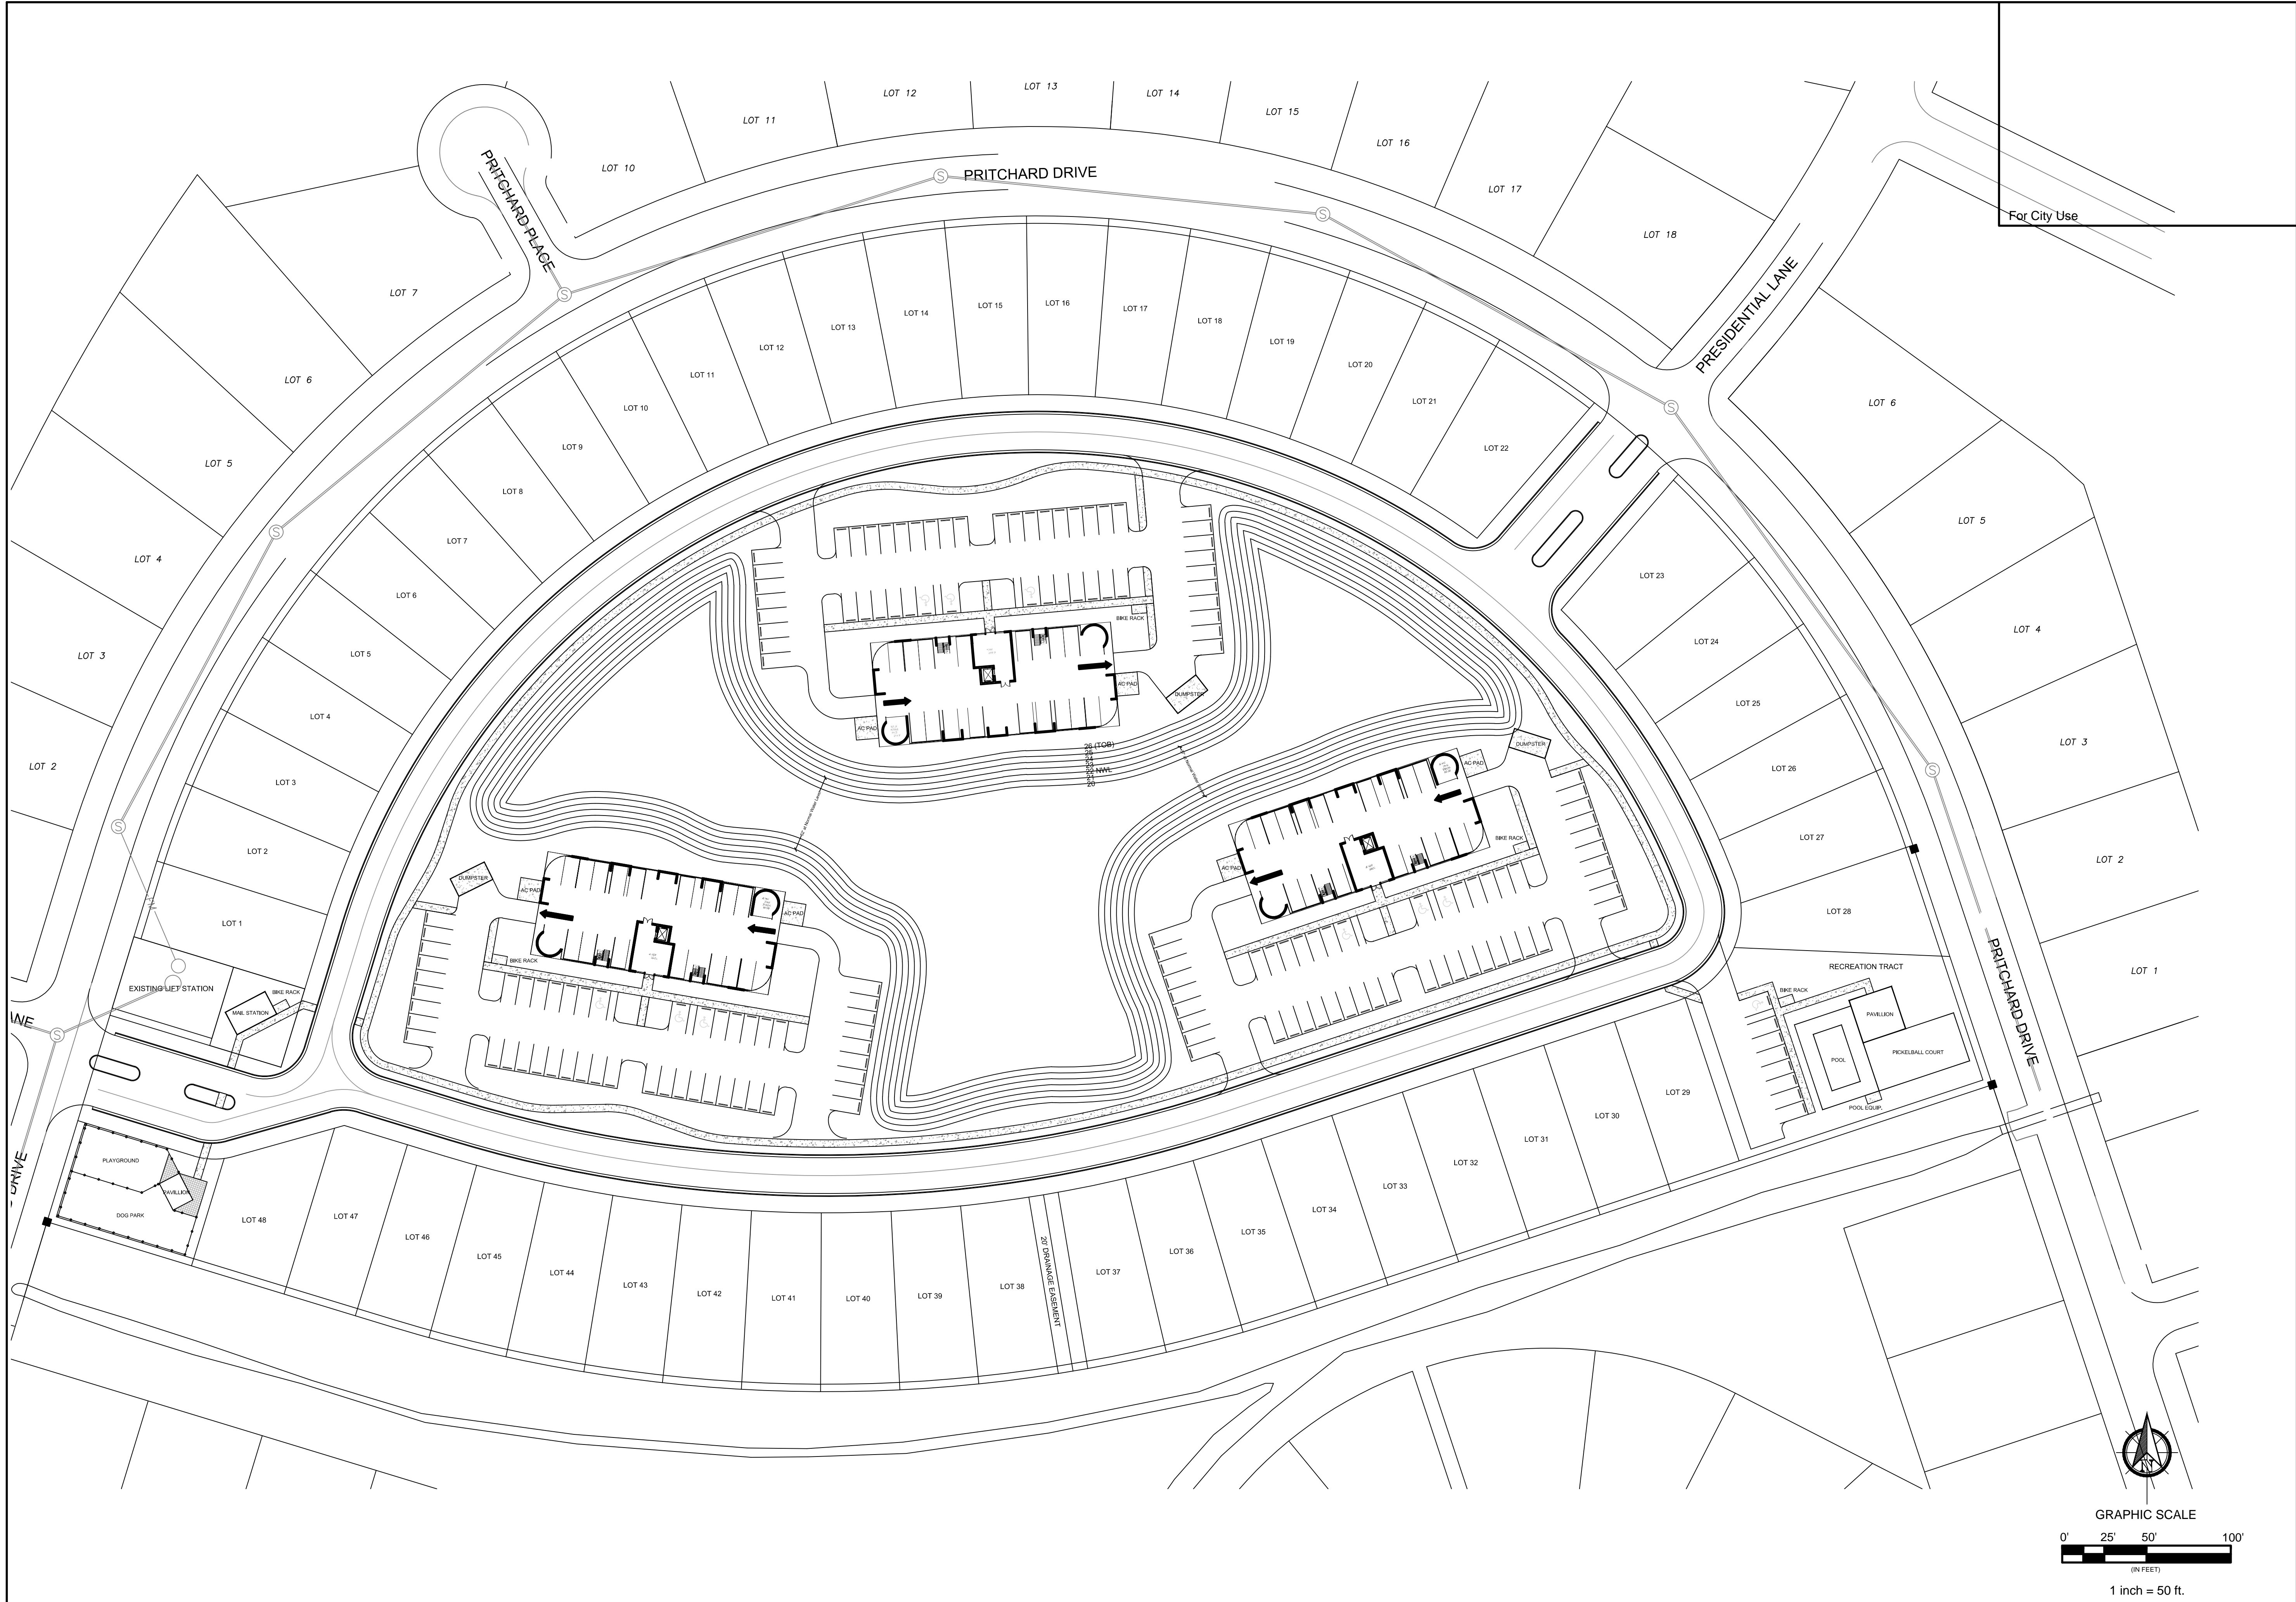 LOT 12
LOT 13
LOT 14
LOT 11
LOT 15
LOT 16
LOT 10
PRITCHARD DRIVE
S
S
LOT 17
PRITCHARD PLACE
For City Use
LOT 18
LOT 7
S
PRESIDENTIAL LANE
LOT 6
LOT 5
LOT 4
LOT 3
LOT 2
S
S
S
S
S
LOT 6
LOT 5
LOT 4
LOT 3
LOT 2
LOT 1
LOT 1
LOT 2
LOT 3
LOT 4
LOT 5
LOT 6
LOT 7
LOT 8
LOT 9
LOT 10
LOT 11
LOT 12
LOT 13
LOT 14
LOT 15
LOT 16
LOT 17
LOT 18
LOT 19
LOT 20
LOT 21
LOT 22
LOT 23
LOT 24
LOT 25
LOT 26
LOT 27
LOT 28
RECREATION TRACT
BIKE RACK
PAVILLION
POOL
PICKELBALL COURT
POOL EQUIP.
PRITCHARD DRIVE
BIKE RACK
AC PAD
DUMPSTER
AC PAD
26 (TOB)
25
24
23
22 NWL
21
20
DUMPSTER
AC PAD
AC PAD
BIKE RACK
DUMPSTER
AC PAD
AC PAD
BIKE RACK
EXISTING LIFT STATION
BIKE RACK
MAIL STATION
ANE
DRIVE
PLAYGROUND
PAVILLION
DOG PARK
LOT 29
LOT 30
LOT 31
LOT 32
LOT 33
LOT 34
LOT 35
LOT 36
LOT 37
20' DRAINAGE EASEMENT
LOT 38
LOT 39
LOT 40
LOT 41
LOT 42
LOT 43
LOT 44
LOT 45
LOT 46
LOT 47
LOT 48
N
GRAPHIC SCALE
0' 25' 50' 100'
(IN FEET)
1 inch = 50 ft.